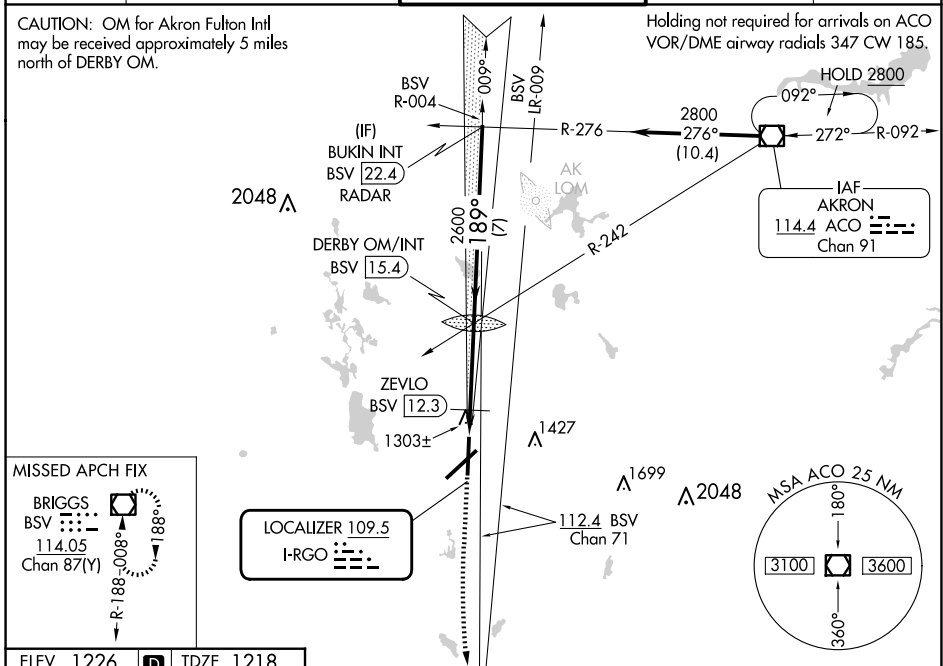 CAUTION: OM for Akron Fulton Intl
may be received approximately 5 miles
north of DERBY OM.
Holding not required for arrivals on ACO
VOR/DME airway radials 347 CW 185.
HOLD 2800
092°
272°
R-092
BSV
R-004
009°
BSV
LR-009
R-276
2800
276°
(10.4)
(IF)
BUKIN INT
BSV 22.4
RADAR
AK
LOM
IAF
AKRON
114.4 ACO
Chan 91
2048
2600
189°
(7)
R-242
DERBY OM/INT
BSV 15.4
ZEVLO
BSV 12.3
1303±
1427
1699
2048
MISSED APCH FIX
BRIGGS
BSV
114.05
Chan 87(Y)
188°
R-188
008°
LOCALIZER 109.5
I-RGO
112.4 BSV
Chan 71
MSA ACO 25 NM
180°
3100
3600
360°
ELEV 1226
D
TDZE 1218